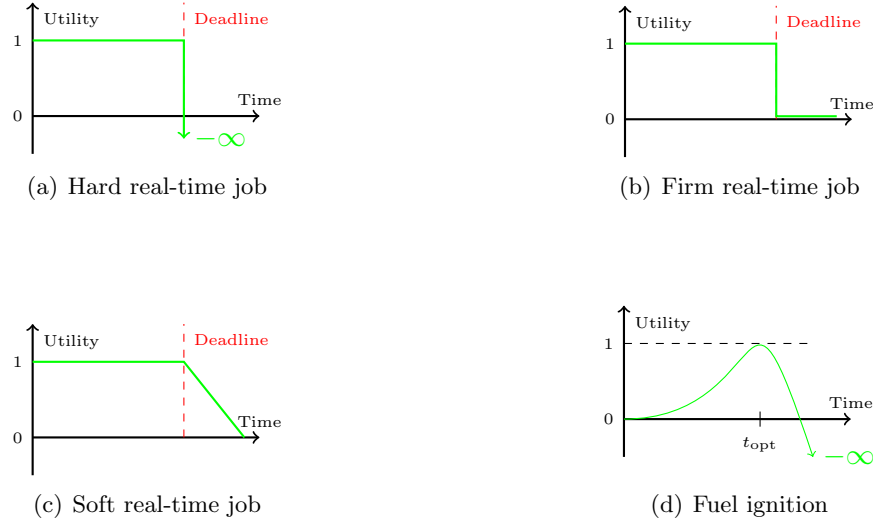 Utility
Deadline
1
Time
0
−∞
(a) Hard real-time job
Utility
Deadline
1
Time
0
(b) Firm real-time job
Utility
Deadline
1
Time
0
(c) Soft real-time job
Utility
1
Time
0
t_opt
−∞
(d) Fuel ignition